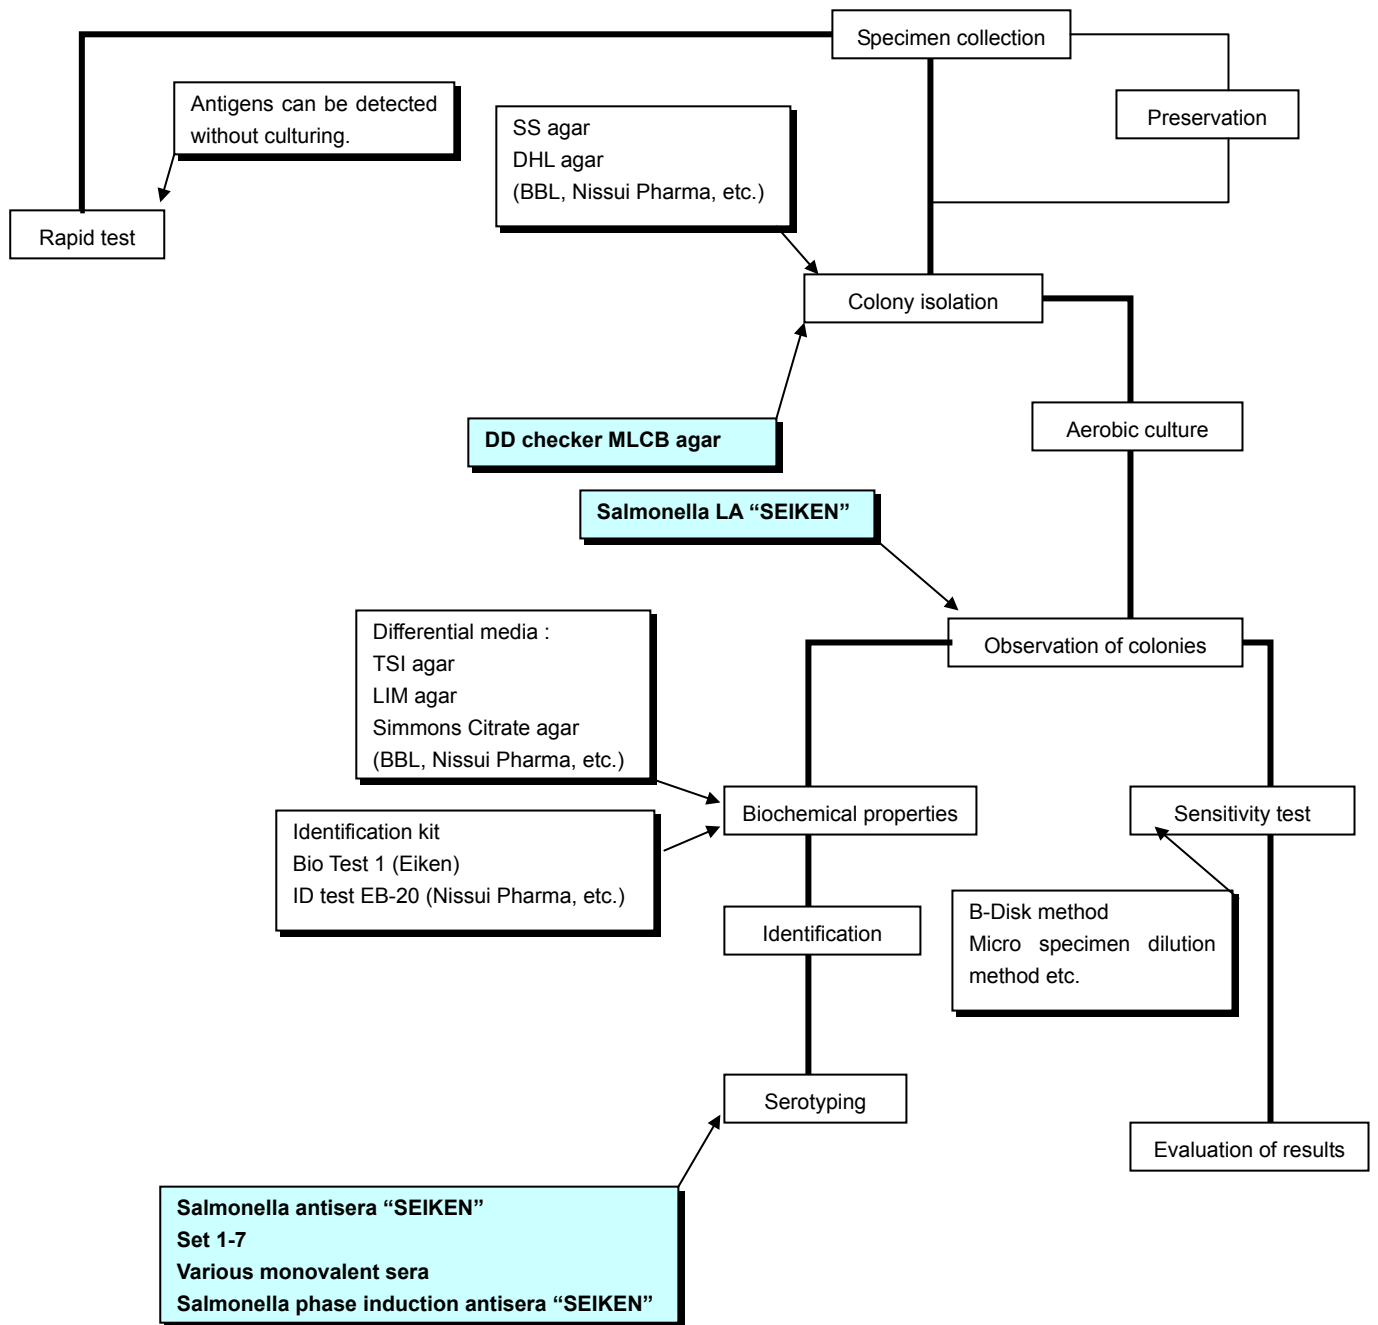 Specimen collection
Antigens can be detected
without culturing.
SS agar
DHL agar
(BBL, Nissui Pharma, etc.)
Preservation
Rapid test
Colony isolation
DD checker MLCB agar
Aerobic culture
Salmonella LA “SEIKEN”
Differential media :
TSI agar
LIM agar
Simmons Citrate agar
(BBL, Nissui Pharma, etc.)
Observation of colonies
Identification kit
Bio Test 1 (Eiken)
ID test EB-20 (Nissui Pharma, etc.)
Biochemical properties
Sensitivity test
B-Disk method
Micro specimen dilution
method etc.
Identification
Serotyping
Evaluation of results
Salmonella antisera “SEIKEN”
Set 1-7
Various monovalent sera
Salmonella phase induction antisera “SEIKEN”